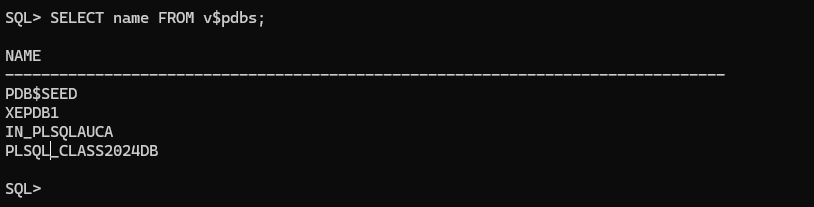 SQL> SELECT name FROM v$pdbs;
NAME
--------------------------------------------------------------------------------
PDB$SEED
XEPDB1
IN_PLSQLAUCA
PLSQL_CLASS2024DB
SQL>